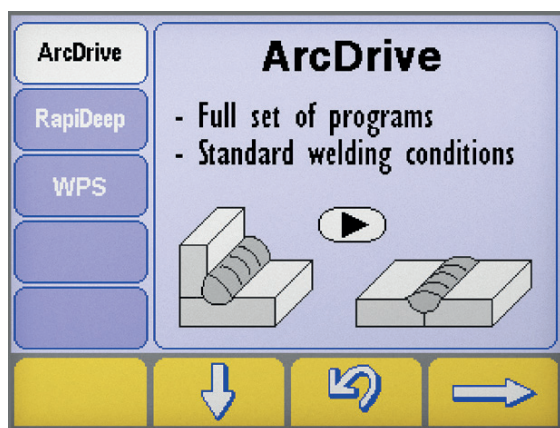 ArcDrive
RapiDeep
WPS
ArcDrive
- Full set of programs
- Standard welding conditions